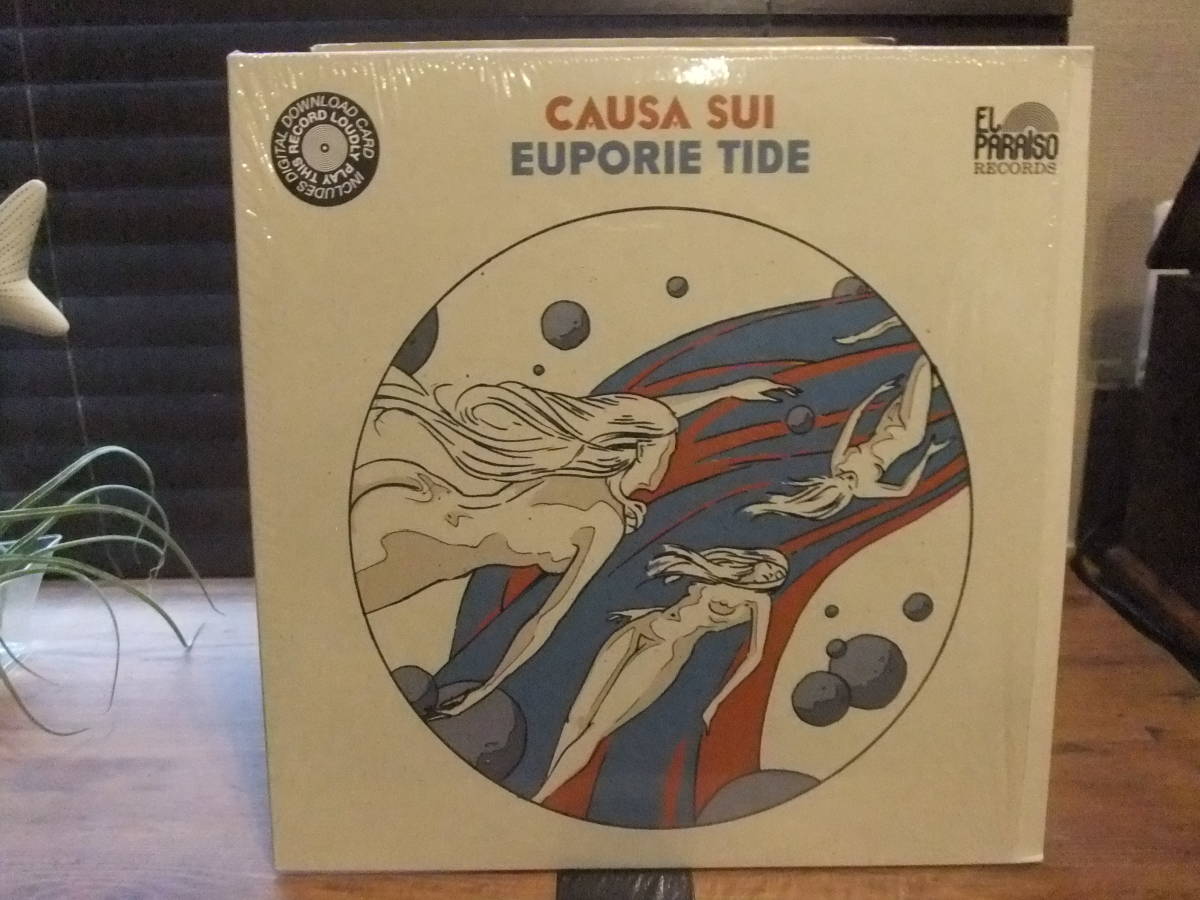 CAUSA SUI
EUPORIE TIDE
INCLUDES DIGITAL DOWNLOAD CARD
PLAY THIS RECORD LOUDLY
EL
PARAISO
RECORDS